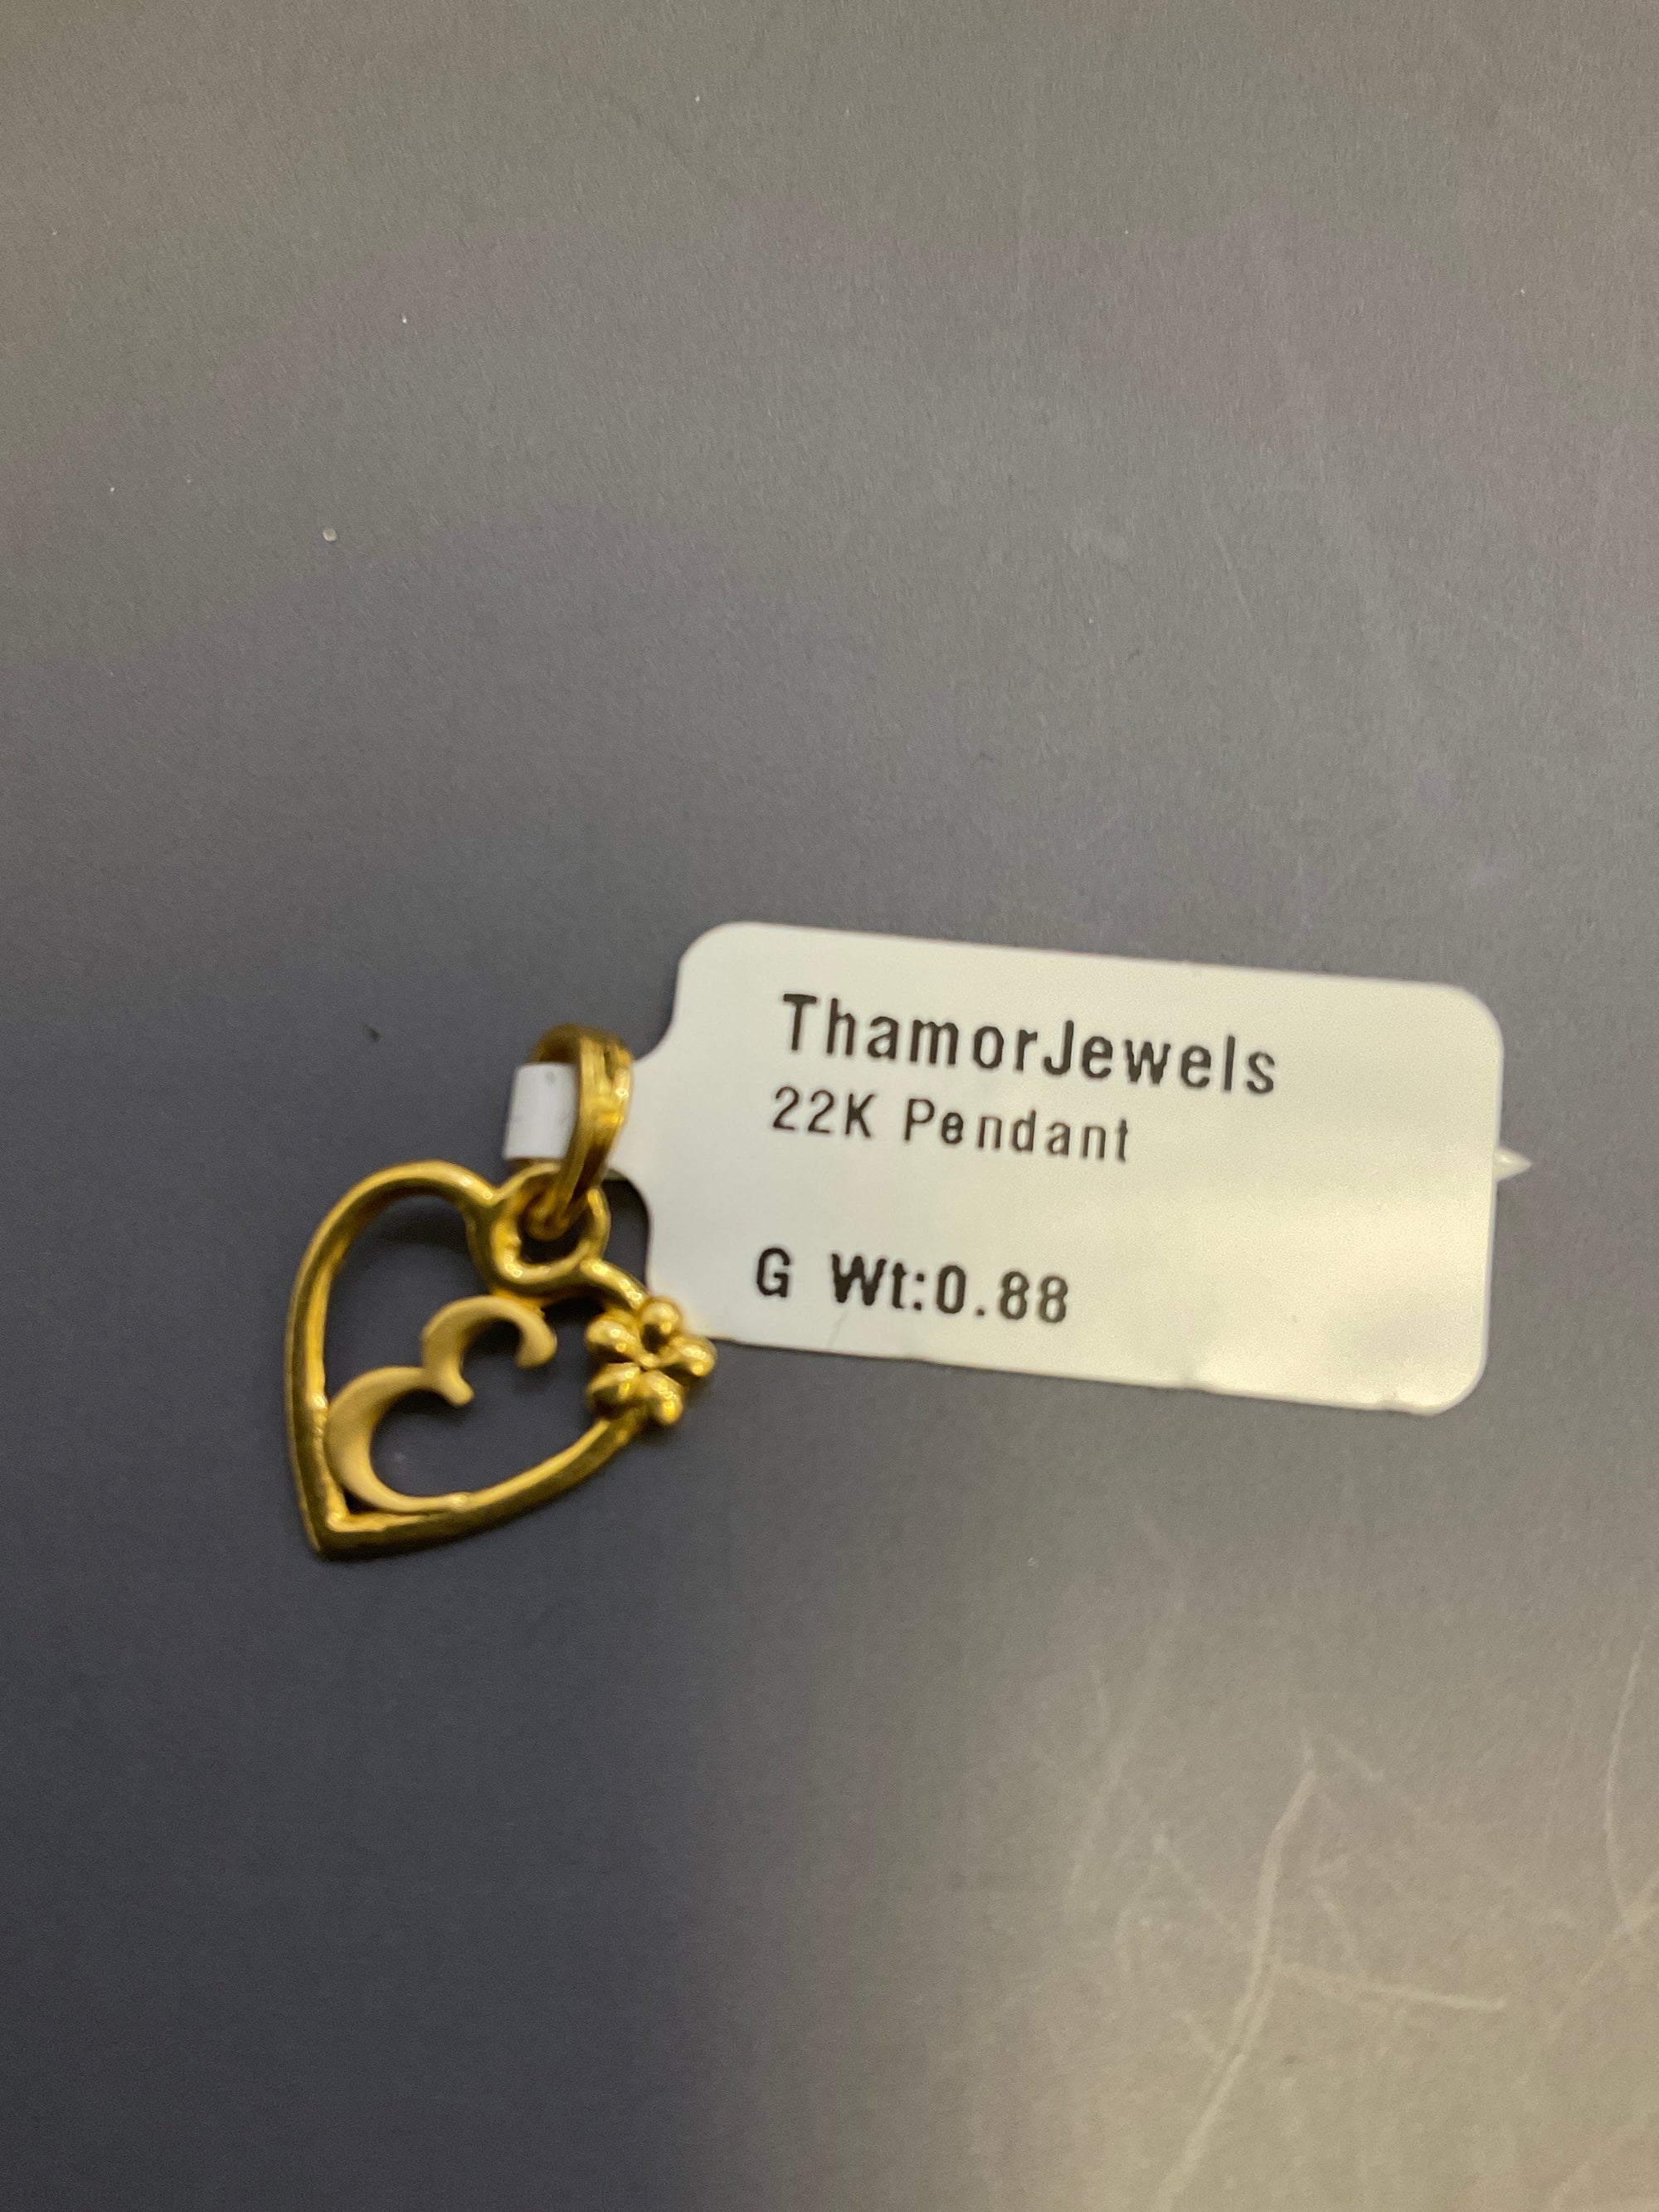 ThamorJewels
22K Pendant
G Wt:0.88